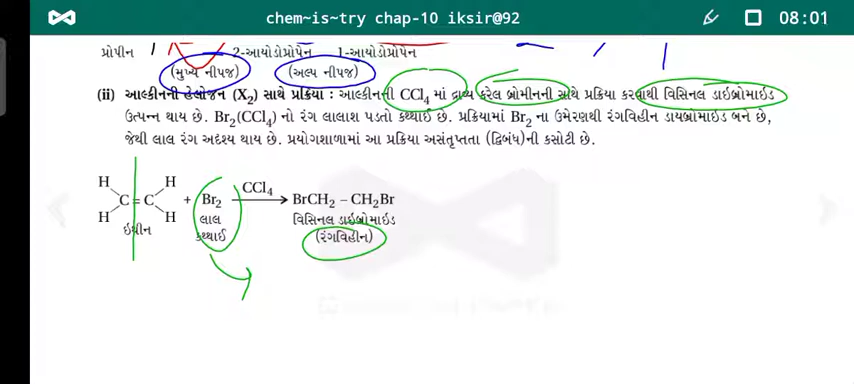 chem~is~try chap-10 iksir@92
08:01
પ્રોપીન 2-આયોડોપ્રોપેન 1-આયોડોપ્રોપેન
(મુખ્ય નીપજ) (અલ્પ નીપજ)
(ii) આલ્કીનની હેલોજન (X₂) સાથે પ્રક્રિયા : આલ્કીનની CCl₄ માં દ્રાવ્ય કરેલ બ્રોમીનની સાથે પ્રક્રિયા કરવાથી વિસિનલ ડાઇબ્રોમાઇડ
ઉત્પન્ન થાય છે. Br₂(CCl₄) નો રંગ લાલાશ પડતો કથ્થાઈ છે. પ્રક્રિયામાં Br₂ ના ઉમેરણથી રંગવિહીન ડાયબ્રોમાઇડ બને છે,
જેથી લાલ રંગ અદૃશ્ય થાય છે. પ્રયોગશાળામાં આ પ્રક્રિયા અસંતૃપ્તતા (દ્વિબંધ)ની કસોટી છે.
H H
C = C + Br₂ CCl₄ → BrCH₂ – CH₂Br
H H લાલ વિસિનલ ડાઇબ્રોમાઇડ
ઇથીન કથ્થાઈ (રંગવિહીન)